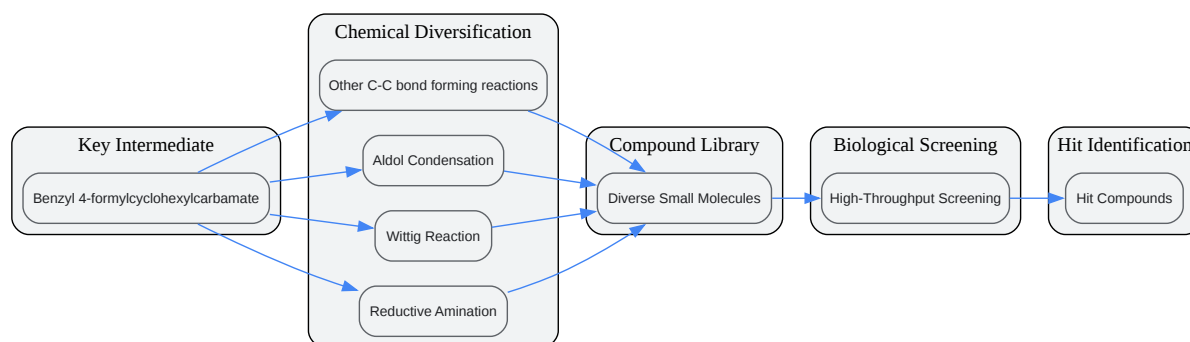 Key Intermediate
Benzyl 4-formylcyclohexylcarbamate
Chemical Diversification
Other C-C bond forming reactions
Aldol Condensation
Wittig Reaction
Reductive Amination
Compound Library
Diverse Small Molecules
Biological Screening
High-Throughput Screening
Hit Identification
Hit Compounds